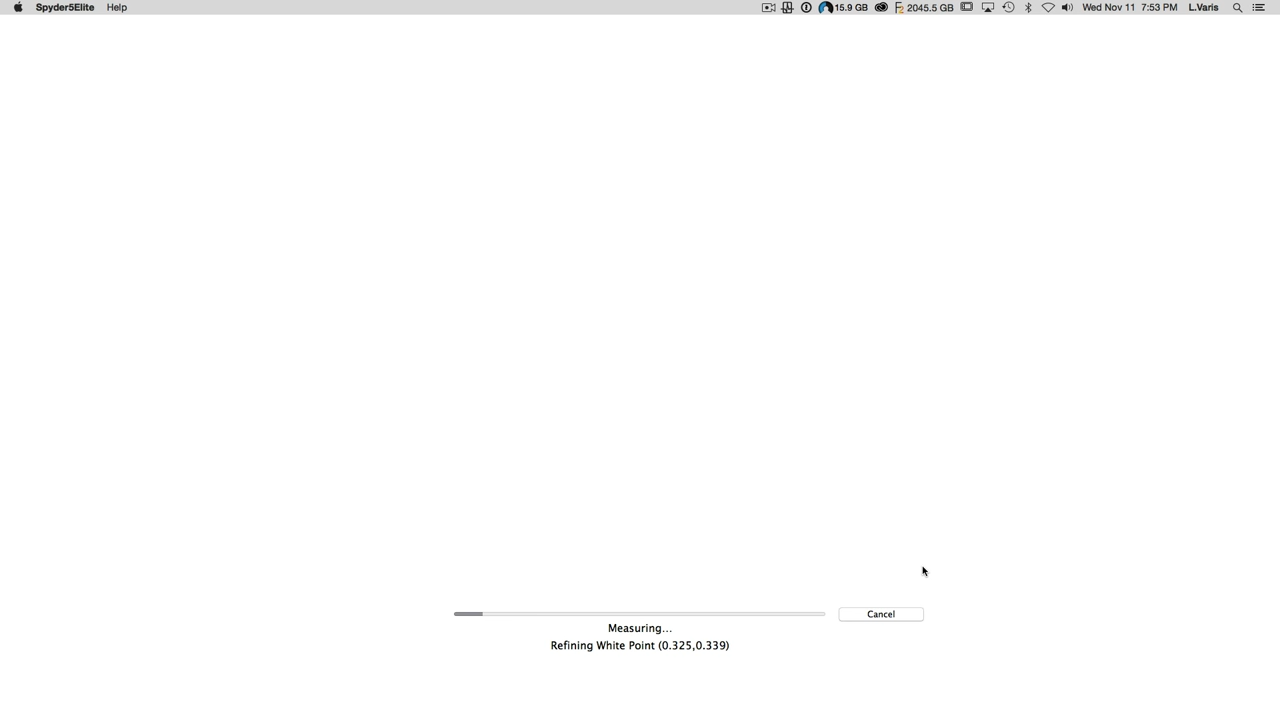 Spyder5Elite Help 15.9 GB 2045.5 GB Wed Nov 11 7:53 PM L.Varis
Cancel
Measuring...
Refining White Point (0.325,0.339)